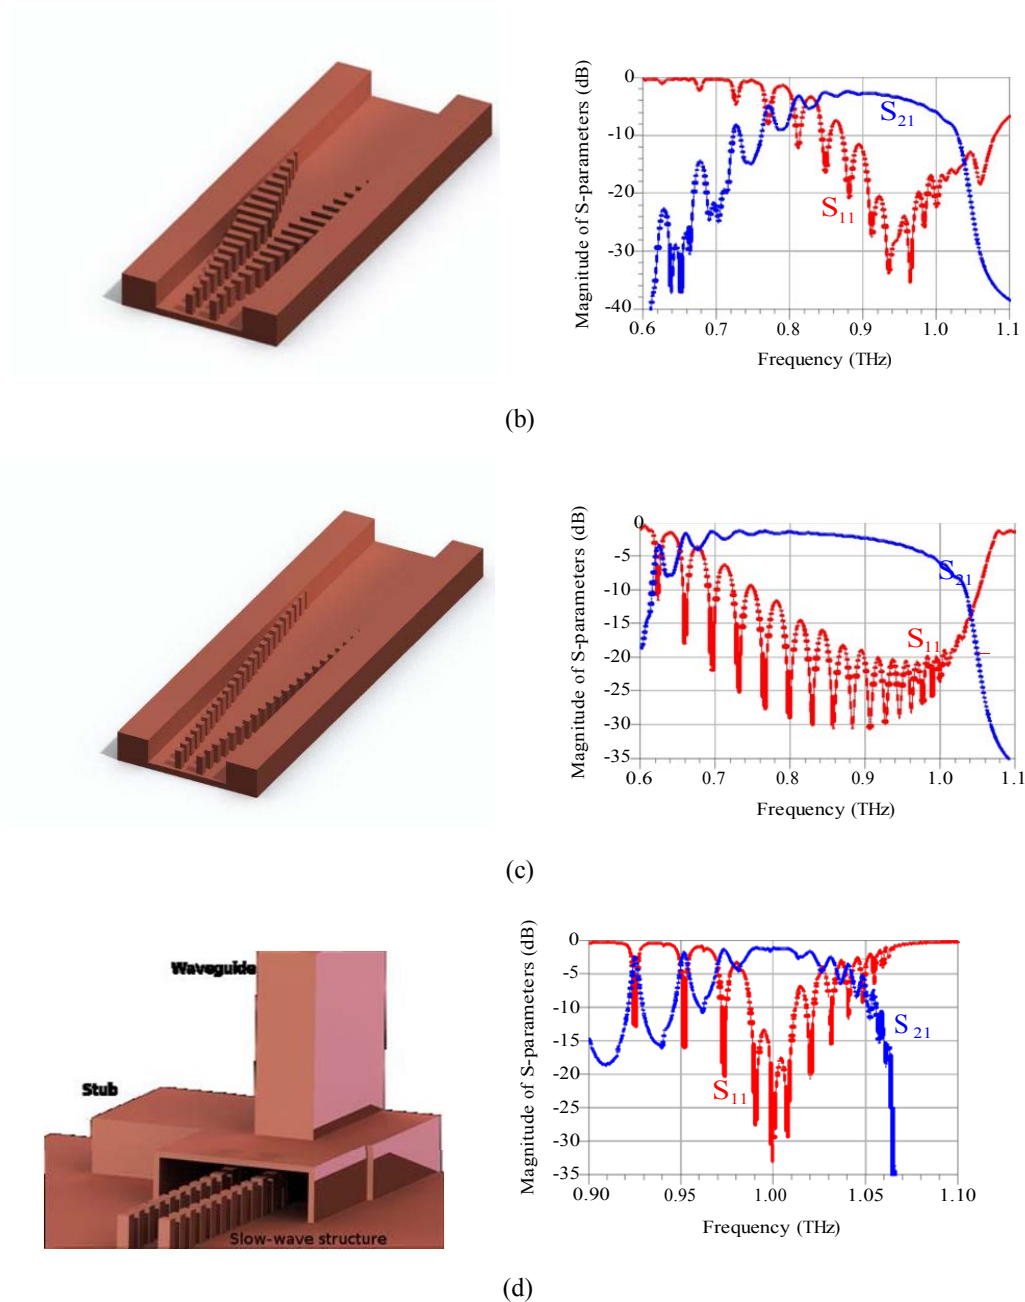 Magnitude of S-parameters (dB)
0
-10
-20
-30
-40
S21
S11
0.6 0.7 0.8 0.9 1.0 1.1
Frequency (THz)
(b)
Magnitude of S-parameters (dB)
0
-5
-10
-15
-20
-25
-30
-35
S21
S11
0.6 0.7 0.8 0.9 1.0 1.1
Frequency (THz)
(c)
Waveguide
Stub
Slow-wave structure
Magnitude of S-parameters (dB)
0
-5
-10
-15
-20
-25
-30
-35
S21
S11
0.90 0.95 1.00 1.05 1.10
Frequency (THz)
(d)